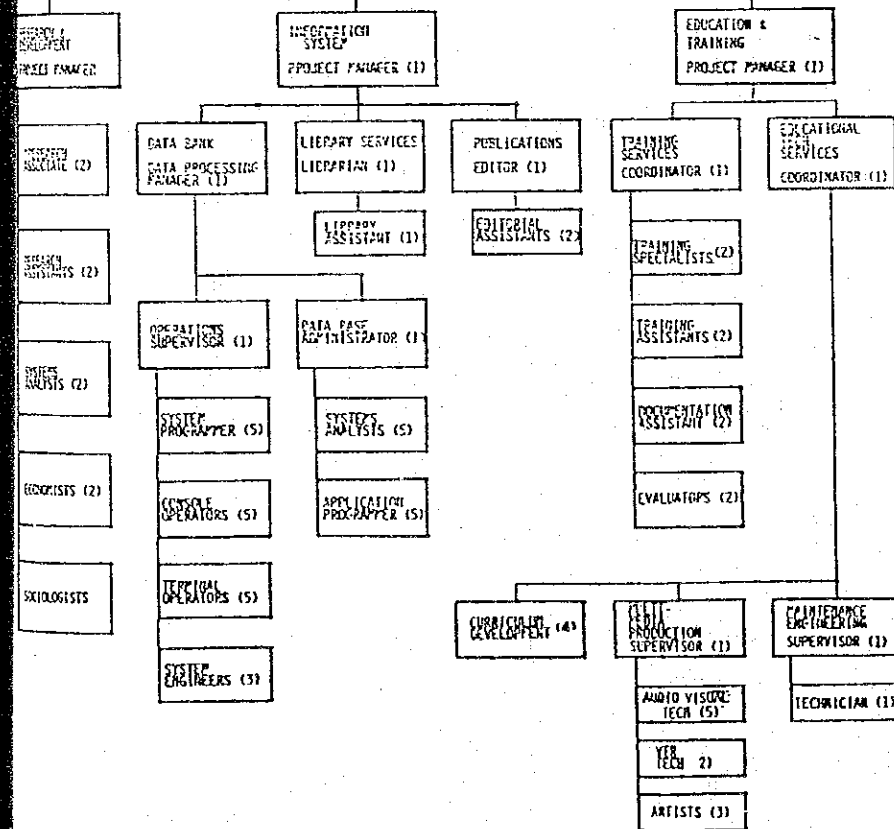 PROJECT MANAGER
INFORMATION
SYSTEM
PROJECT MANAGER (1)
EDUCATION &
TRAINING
PROJECT MANAGER (1)
ASSOCIATE (2)
DATA BANK
DATA PROCESSING
MANAGER (1)
LIBRARY SERVICES
LIBRARIAN (1)
PUBLICATIONS
EDITOR (1)
TRAINING
SERVICES
COORDINATOR (1)
EDUCATIONAL
TECH
SERVICES
COORDINATOR (1)
LIBRARY
ASSISTANT (1)
EDITORIAL
ASSISTANTS (2)
RESEARCH
ASSISTANTS (2)
TRAINING
SPECIALISTS (2)
OPERATIONS
SUPERVISOR (1)
DATA BASE
ADMINISTRATOR (1)
TRAINING
ASSISTANTS (2)
SYSTEMS
ANALYSTS (2)
SYSTEM
PROGRAMMER (5)
SYSTEMS
ANALYSTS (5)
DOCUMENTATION
ASSISTANT (2)
ECONOMISTS (2)
CONSOLE
OPERATORS (5)
APPLICATION
PROGRAMMER (5)
EVALUATORS (2)
SOCIOLOGISTS
TERMINAL
OPERATORS (5)
CURRICULUM
DEVELOPMENT (4)
MULTI-
MEDIA
PRODUCTION
SUPERVISOR (1)
MAINTENANCE
ENGINEERING
SUPERVISOR (1)
SYSTEM
ENGINEERS (3)
AUDIO VISUAL
TECH (5)
TECHNICIAN (1)
TECH 2)
ARTISTS (3)